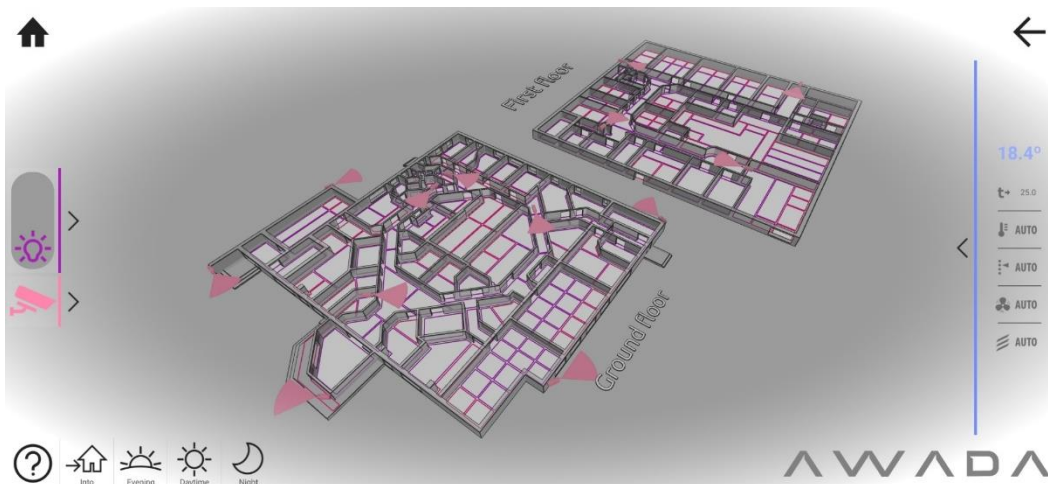 First floor
18.4°
t→ 25.0
AUTO
AUTO
AUTO
AUTO
Ground floor
?
Into
Evening
Daytime
Night
AWADA